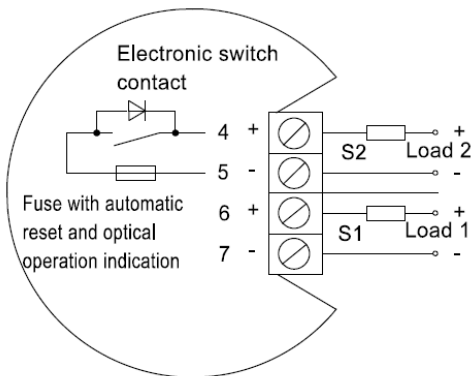 Electronic switch
contact
4 +
5 -
6 +
7 -
Fuse with automatic
reset and optical
operation indication
+
S2 Load 2
-
+
S1 Load 1
-